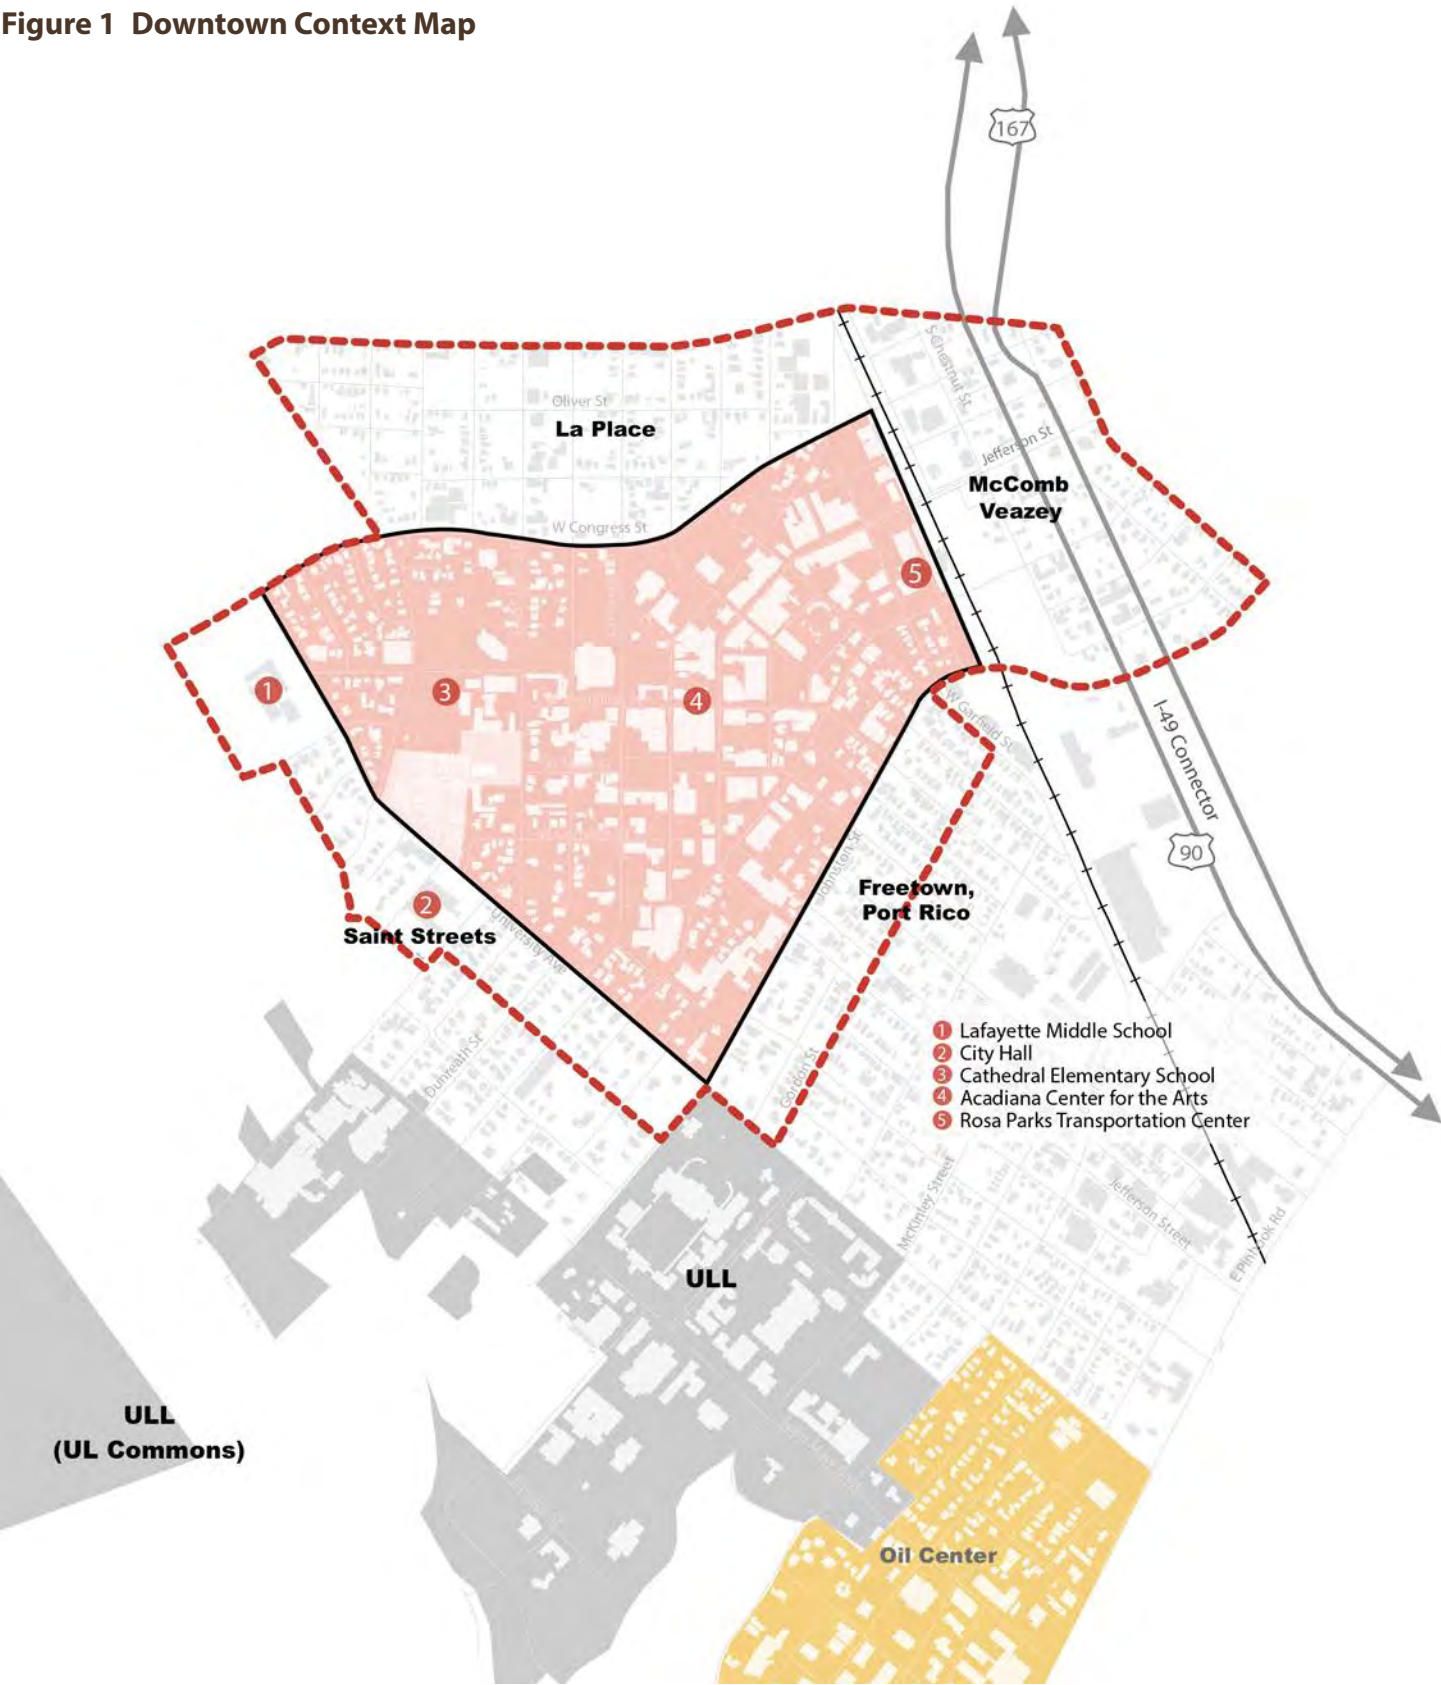 Figure 1 Downtown Context Map
167
S Chestnut St
Oliver St
La Place
Jefferson St
McComb
Veazey
W Congress St
5
1
3
4
W Garfield St
I-49 Connector
90
Johnston St
Freetown,
Port Rico
2
Saint Streets
University Ave
1 Lafayette Middle School
2 City Hall
3 Cathedral Elementary School
4 Acadiana Center for the Arts
5 Rosa Parks Transportation Center
Dunreath St
Gordon St
McKinley Street
Jefferson Street
E Pinhook Rd
ULL
ULL
(UL Commons)
Oil Center